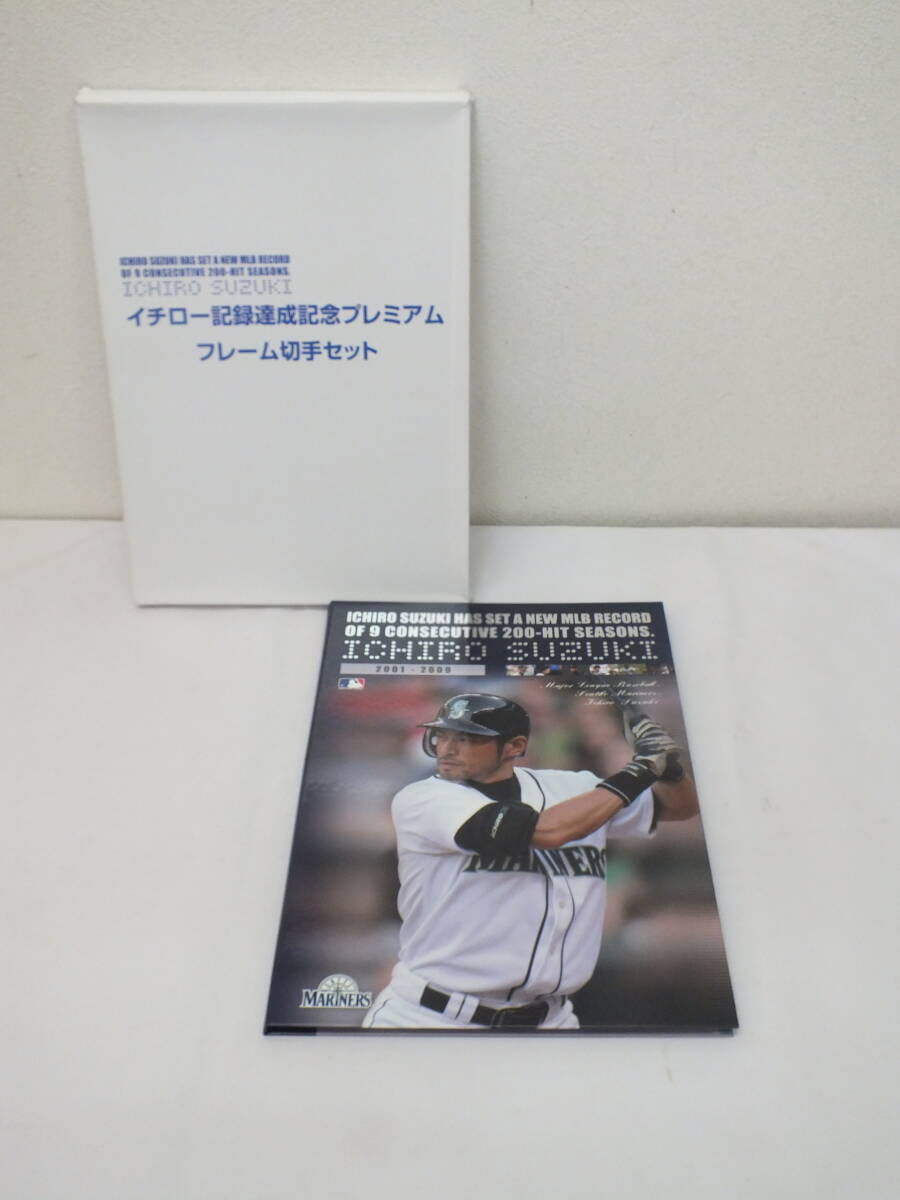 ICHIRO SUZUKI HAS SET A NEW MLB RECORD
OF 9 CONSECUTIVE 200-HIT SEASONS.
ICHIRO SUZUKI
イチロー記録達成記念プレミアム
フレーム切手セット
ICHIRO SUZUKI HAS SET A NEW MLB RECORD
OF 9 CONSECUTIVE 200-HIT SEASONS.
ICHIRO SUZUKI
2001 - 2009
Major League Baseball
Seattle Mariners
Ichiro Suzuki
MARINERS
MARINERS